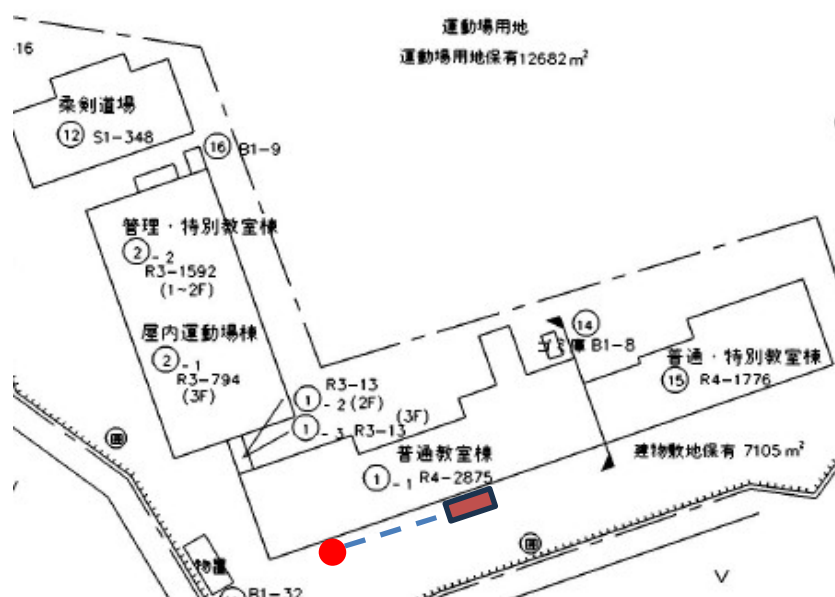 運動場用地
運動場用地保有12682㎡
-16
柔剣道場
⑫ S1-348
⑯ B1-9
管理・特別教室棟
②-2
R3-1592
(1~2F)
屋内運動場棟
②-1
R3-794
(3F)
R3-13
①-2 (2F)
(3F)
①-3 R3-13
普通教室棟
①-1 R4-2875
⑭
ゴミ庫 B1-8
普通・特別教室棟
⑮ R4-1776
建物敷地保有 7105㎡
物置
B1-32